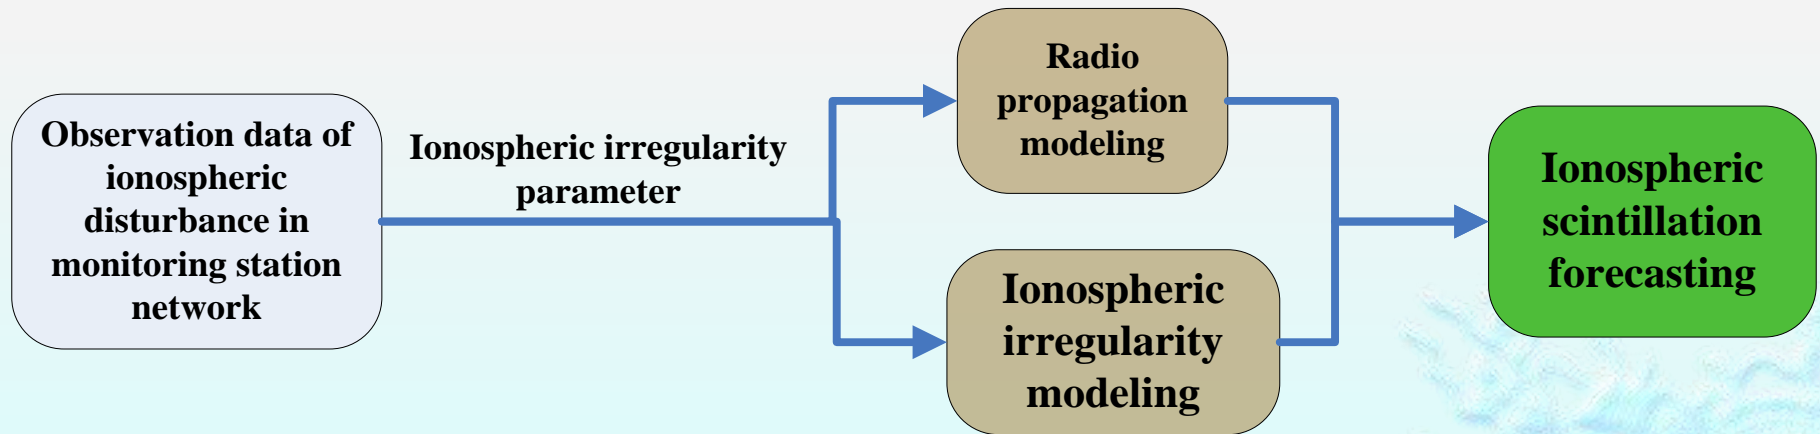 Observation data of
ionospheric
disturbance in
monitoring station
network
Ionospheric irregularity
parameter
Radio
propagation
modeling
Ionospheric
irregularity
modeling
Ionospheric
scintillation
forecasting